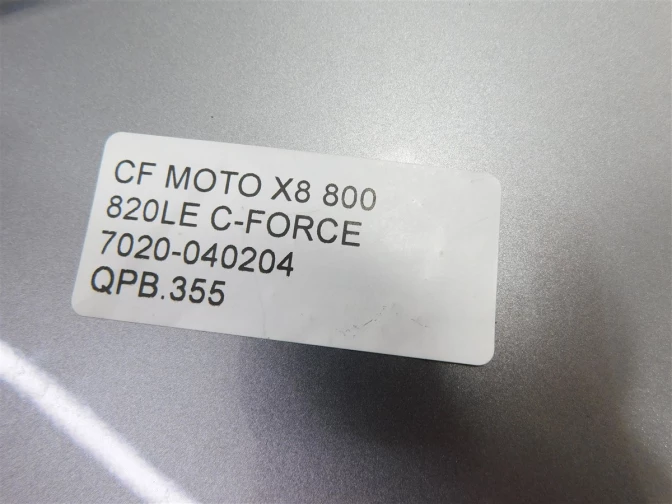 CF MOTO X8 800
820LE C-FORCE
7020-040204
QPB.355